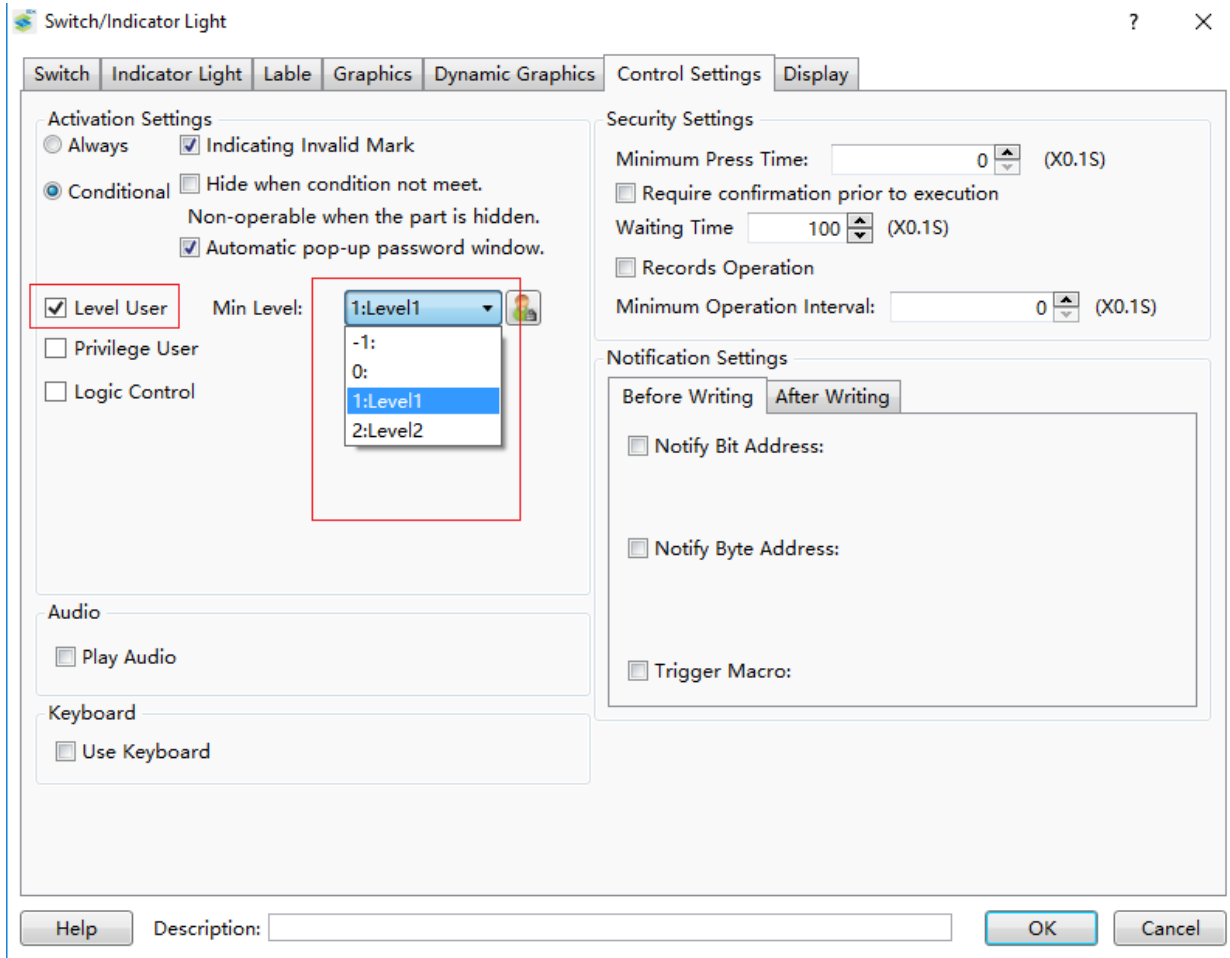 Switch/Indicator Light
?
Switch
Indicator Light
Lable
Graphics
Dynamic Graphics
Control Settings
Display
Activation Settings
Always
Indicating Invalid Mark
Conditional
Hide when condition not meet.
Non-operable when the part is hidden.
Automatic pop-up password window.
Level User
Min Level:
1:Level1
-1:
0:
1:Level1
2:Level2
Privilege User
Logic Control
Audio
Play Audio
Keyboard
Use Keyboard
Security Settings
Minimum Press Time: 0 (X0.1S)
Require confirmation prior to execution
Waiting Time 100 (X0.1S)
Records Operation
Minimum Operation Interval: 0 (X0.1S)
Notification Settings
Before Writing
After Writing
Notify Bit Address:
Notify Byte Address:
Trigger Macro:
Help
Description:
OK
Cancel